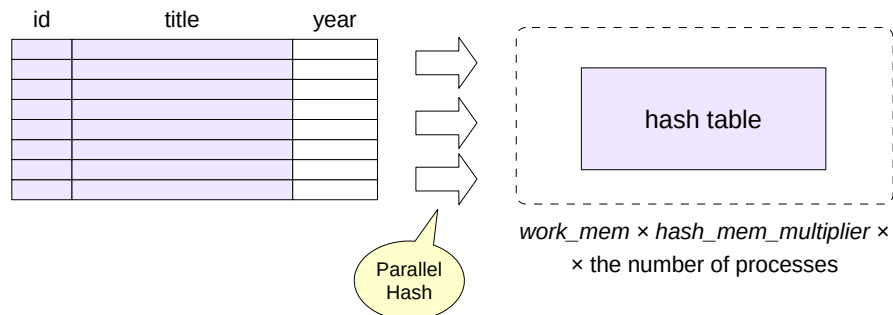 id title year
hash table
work_mem × hash_mem_multiplier ×
× the number of processes
Parallel
Hash